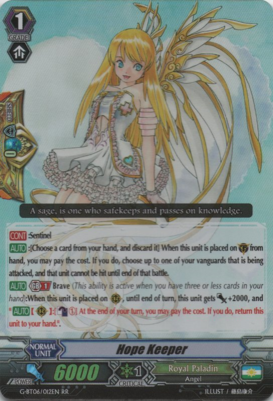 1
GRADE
A sage, is one who safekeeps and passes on knowledge
CONT:Sentinel
AUTO:[Choose a card from your hand, and discard it] When this unit is placed on from
hand, you may pay the cost. If you do, choose up to one of your vanguards that is being
attacked, and that unit cannot be hit until end of battle.
AUTO 1 Brave (This ability is active when you have three or less cards in your
hand):When this unit is placed on , until end of turn, this unit gets +2000, and
"AUTO At the end of your turn, you may pay the cost. If you do, return this
unit to your hand.".
NORMAL
UNIT
Hope Keeper
POWER
6000
1
CRITICAL
Royal Paladin
Angel
G-BT06/012EN RR
ILLUST /